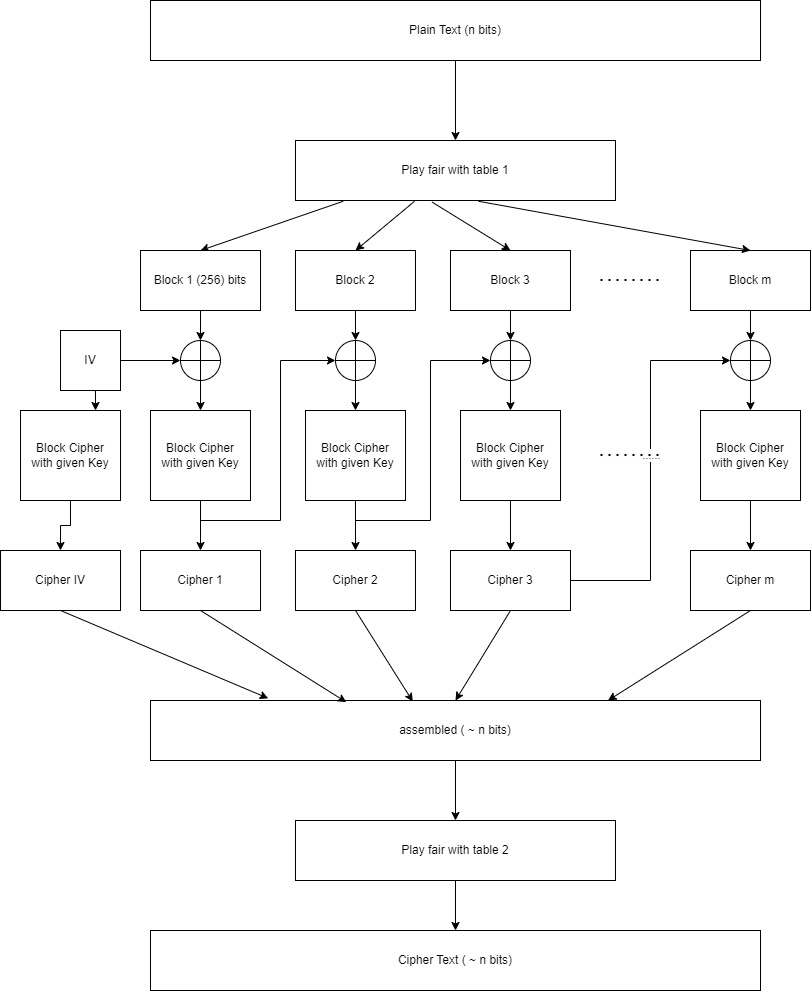 Plain Text (n bits)
Play fair with table 1
Block 1 (256) bits
Block 2
Block 3
........
Block m
IV
Block Cipher
with given Key
Block Cipher
with given Key
Block Cipher
with given Key
Block Cipher
with given Key
........
Block Cipher
with given Key
Cipher IV
Cipher 1
Cipher 2
Cipher 3
Cipher m
assembled ( ~ n bits)
Play fair with table 2
Cipher Text ( ~ n bits)